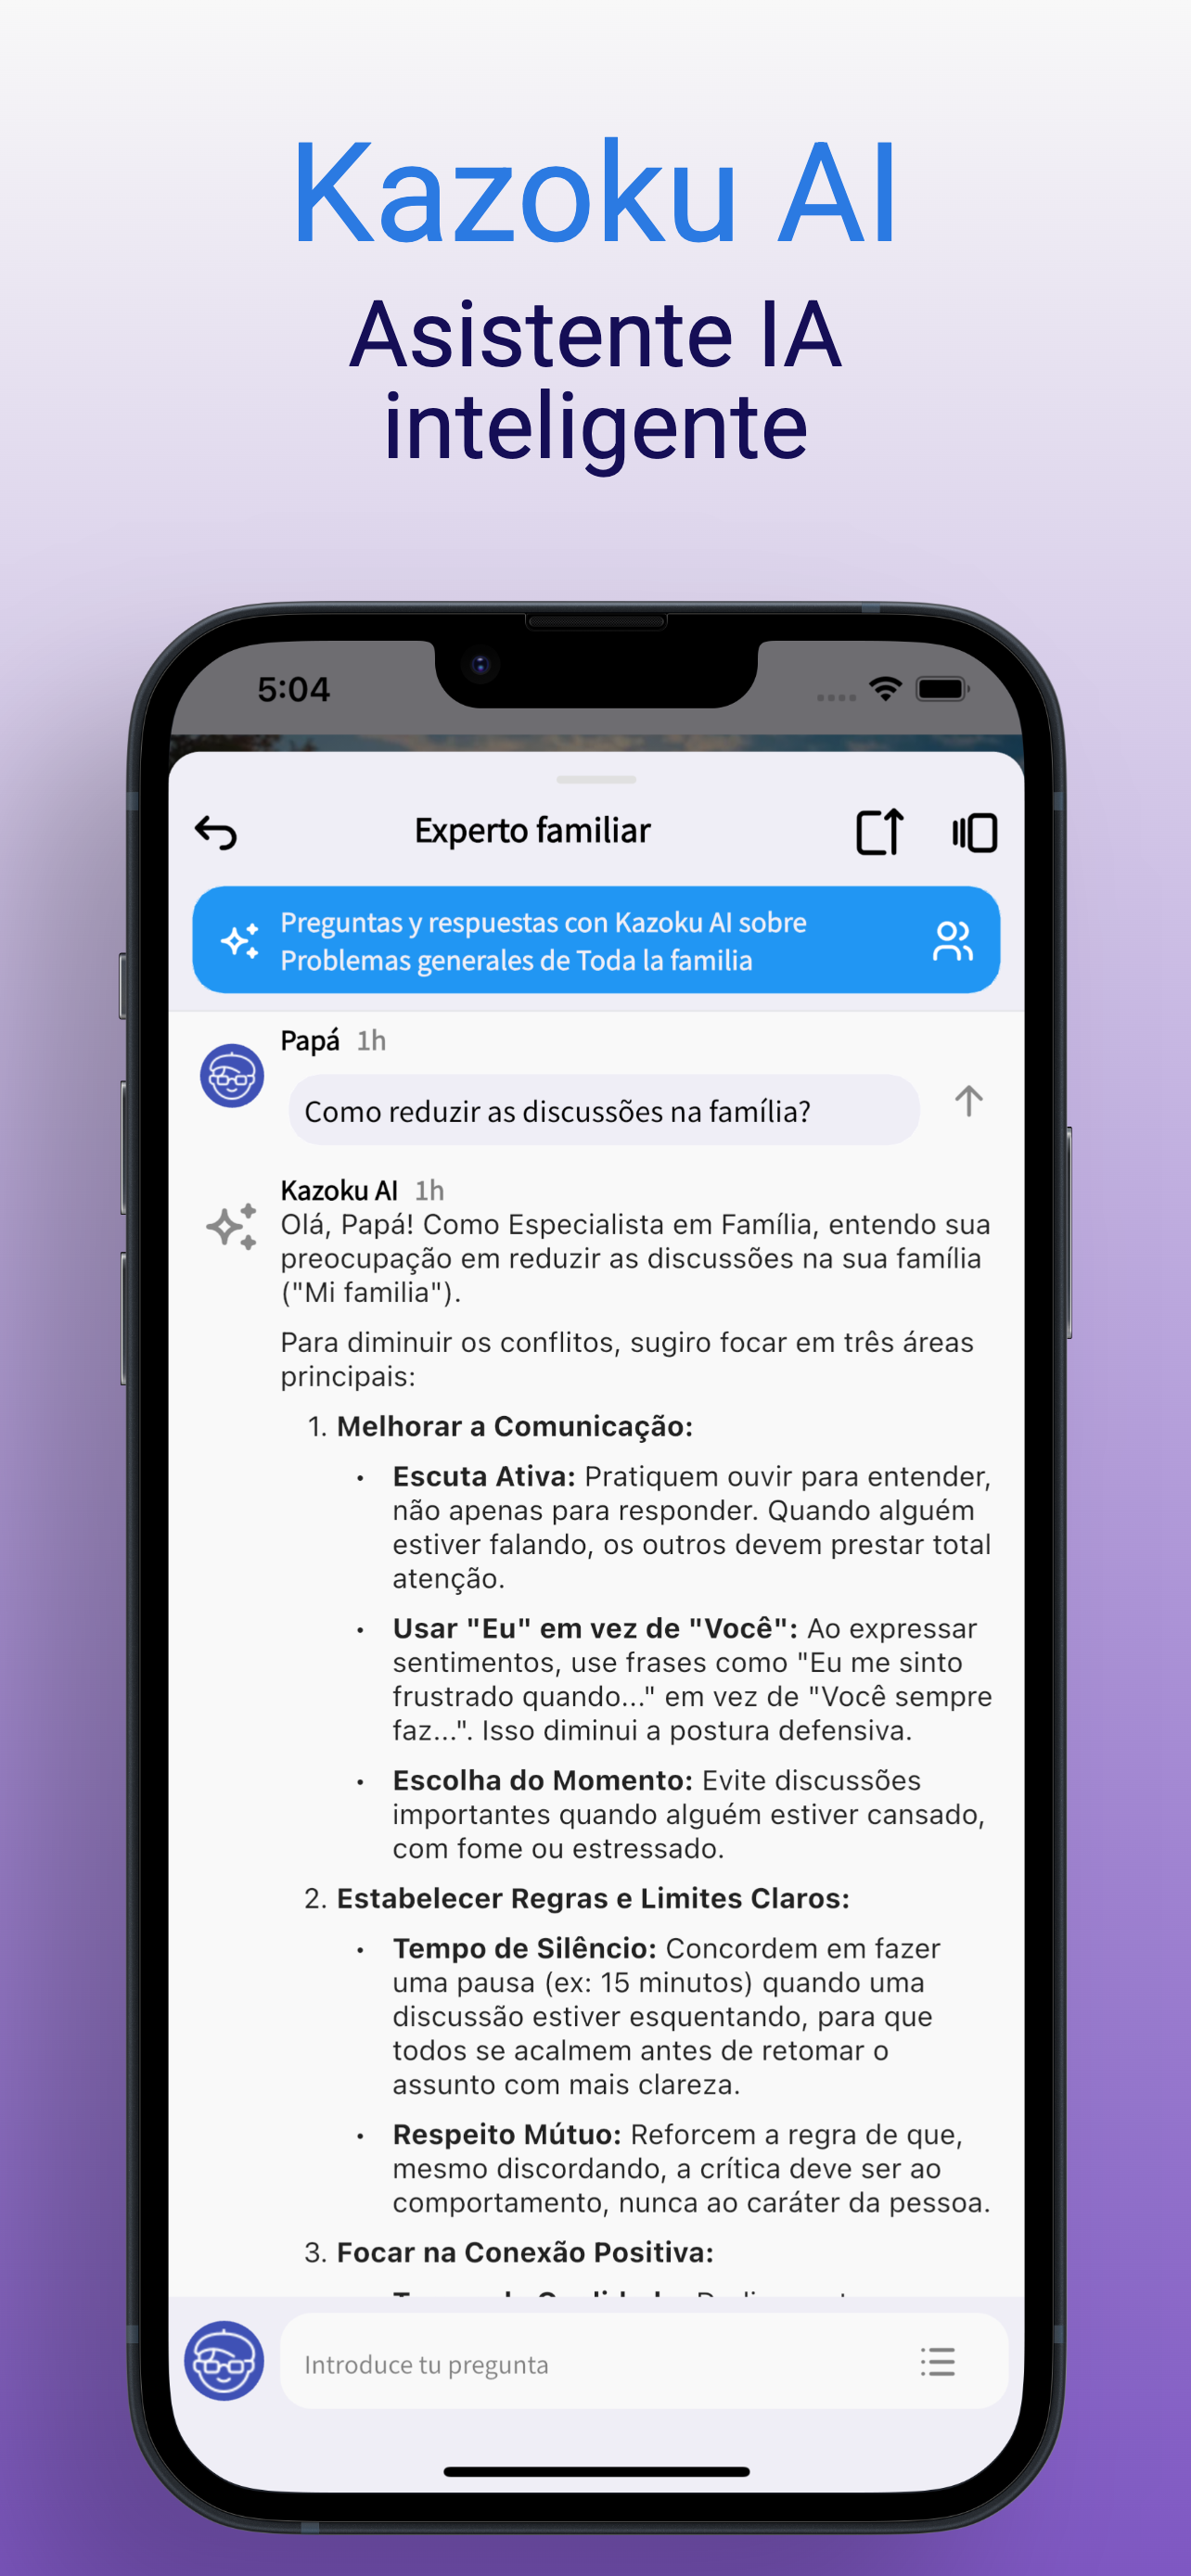 Kazoku AI
Asistente IA
inteligente
5:04
Experto familiar
Preguntas y respuestas con Kazoku AI sobre
Problemas generales de Toda la familia
Papá 1h
Como reduzir as discussões na família?
Kazoku AI 1h
Olá, Papá! Como Especialista em Família, entendo sua
preocupação em reduzir as discussões na sua família
("Mi familia").
Para diminuir os conflitos, sugiro focar em três áreas
principais:
1. Melhorar a Comunicação:
• Escuta Ativa: Pratiquem ouvir para entender,
não apenas para responder. Quando alguém
estiver falando, os outros devem prestar total
atenção.
• Usar "Eu" em vez de "Você": Ao expressar
sentimentos, use frases como "Eu me sinto
frustrado quando..." em vez de "Você sempre
faz...". Isso diminui a postura defensiva.
• Escolha do Momento: Evite discussões
importantes quando alguém estiver cansado,
com fome ou estressado.
2. Estabelecer Regras e Limites Claros:
• Tempo de Silêncio: Concordem em fazer
uma pausa (ex: 15 minutos) quando uma
discussão estiver esquentando, para que
todos se acalmem antes de retomar o
assunto com mais clareza.
• Respeito Mútuo: Reforcem a regra de que,
mesmo discordando, a crítica deve ser ao
comportamento, nunca ao caráter da pessoa.
3. Focar na Conexão Positiva:
Introduce tu pregunta